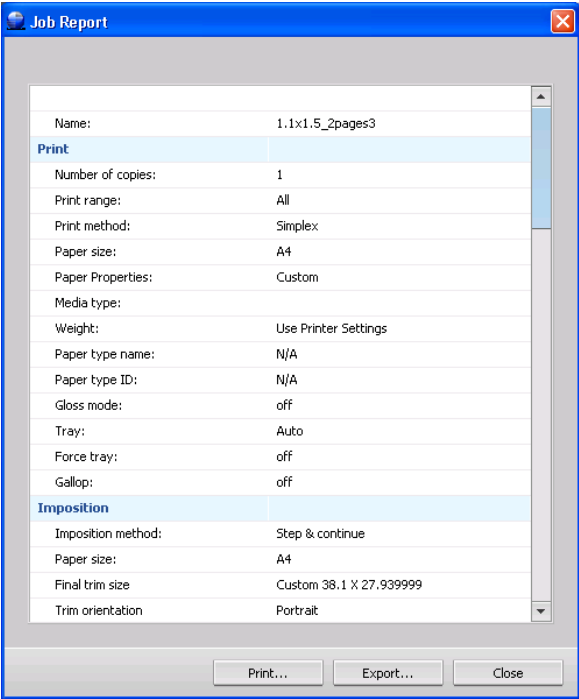 Job Report
Name: 1.1x1.5_2pages3
Print
Number of copies: 1
Print range: All
Print method: Simplex
Paper size: A4
Paper Properties: Custom
Media type:
Weight: Use Printer Settings
Paper type name: N/A
Paper type ID: N/A
Gloss mode: off
Tray: Auto
Force tray: off
Gallop: off
Imposition
Imposition method: Step & continue
Paper size: A4
Final trim size Custom 38.1 X 27.939999
Trim orientation Portrait
Print... Export... Close